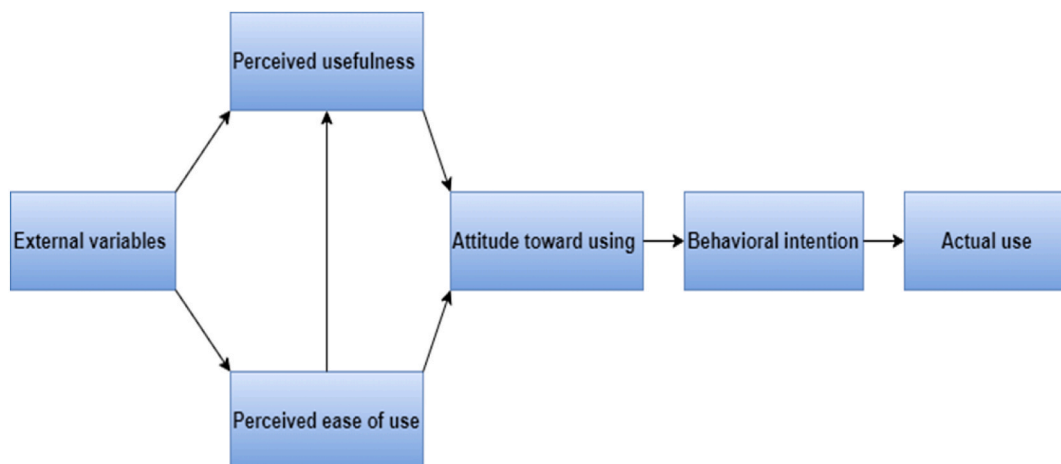 Perceived usefulness
External variables
Attitude toward using
Behavioral intention
Actual use
Perceived ease of use